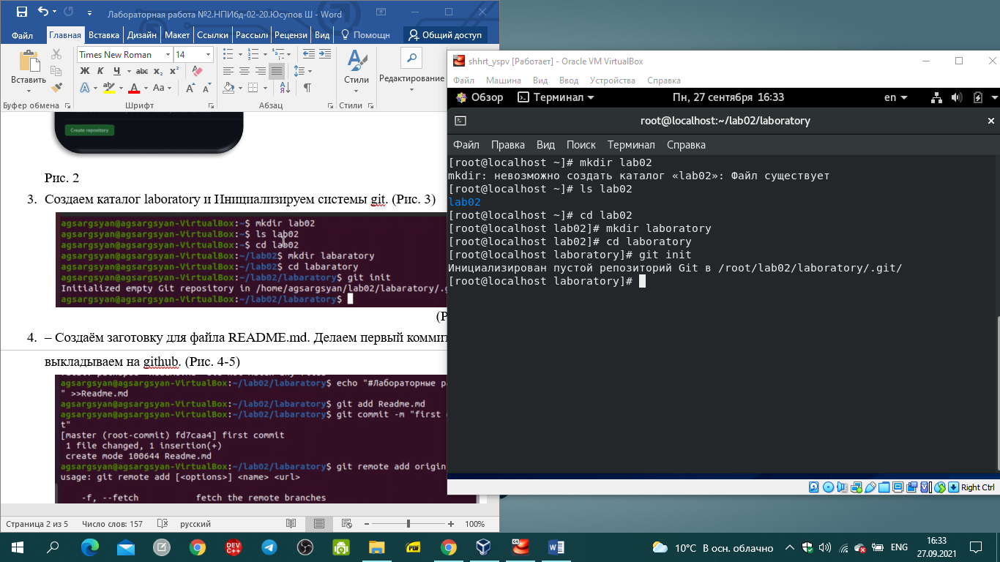 Лабораторная работа №2.НПИбд-02-20.Юсупов Ш - Word
Файл Главная Вставка Дизайн Макет Ссылки Рассылк Рецензи Вид Помощн Общий доступ
Times New Roman 14
Вставить
Ж К Ч abc x₂ x²
Стили Редактирование
Буфер обмена Шрифт Абзац Стили
Create repository
Рис. 2
3. Создаем каталог laboratory и Инициализируем системы git. (Рис. 3)
agsargsyan@agsargsyan-VirtualBox:~$ mkdir lab02
agsargsyan@agsargsyan-VirtualBox:~$ ls lab02
agsargsyan@agsargsyan-VirtualBox:~$ cd lab02
agsargsyan@agsargsyan-VirtualBox:~/lab02$ mkdir labaratory
agsargsyan@agsargsyan-VirtualBox:~/lab02$ cd labaratory
agsargsyan@agsargsyan-VirtualBox:~/lab02/labaratory$ git init
Initialized empty Git repository in /home/agsargsyan/lab02/labaratory/.g
agsargsyan@agsargsyan-VirtualBox:~/lab02/labaratory$
(Р
4. – Создаём заготовку для файла README.md. Делаем первый коммит
выкладываем на github. (Рис. 4-5)
agsargsyan@agsargsyan-VirtualBox:~/lab02/labaratory$ echo "#Лабораторные ра
" >>Readme.md
agsargsyan@agsargsyan-VirtualBox:~/lab02/labaratory$ git add Readme.md
agsargsyan@agsargsyan-VirtualBox:~/lab02/labaratory$ git commit -m "first
t"
[master (root-commit) fd7caa4] first commit
1 file changed, 1 insertion(+)
create mode 100644 Readme.md
agsargsyan@agsargsyan-VirtualBox:~/lab02/labaratory$ git remote add origin
usage: git remote add [<options>] <name> <url>
-f, --fetch fetch the remote branches
Страница 2 из 5 Число слов: 157 русский 100%
shhrt_yspv [Работает] - Oracle VM VirtualBox
Файл Машина Вид Ввод Устройства Справка
Обзор Терминал Пн, 27 сентября 16:33 en
root@localhost:~/lab02/laboratory
Файл Правка Вид Поиск Терминал Справка
[root@localhost ~]# mkdir lab02
mkdir: невозможно создать каталог «lab02»: Файл существует
[root@localhost ~]# ls lab02
lab02
[root@localhost ~]# cd lab02
[root@localhost lab02]# mkdir laboratory
[root@localhost lab02]# cd laboratory
[root@localhost laboratory]# git init
Инициализирован пустой репозиторий Git в /root/lab02/laboratory/.git/
[root@localhost laboratory]#
Right Ctrl
DEV C++
PDF
10°C В осн. облачно
ENG
16:33
27.09.2021